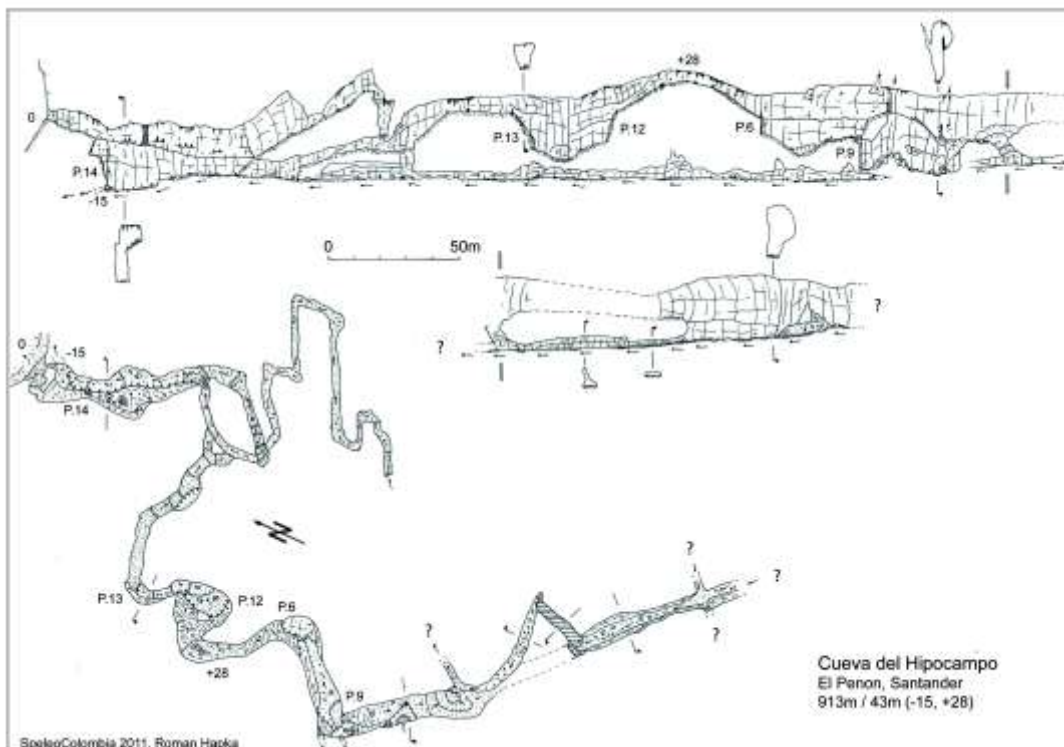 +28
0
P.13
P.12
P.6
P.9
P.14
-15
0 50m
?
?
0
-15
P.14
N
?
?
P.13
P.12
P.6
?
?
+28
P.9
Cueva del Hipocampo
El Penon, Santander
913m / 43m (-15, +28)
SpeleoColombia 2011, Roman Hapka